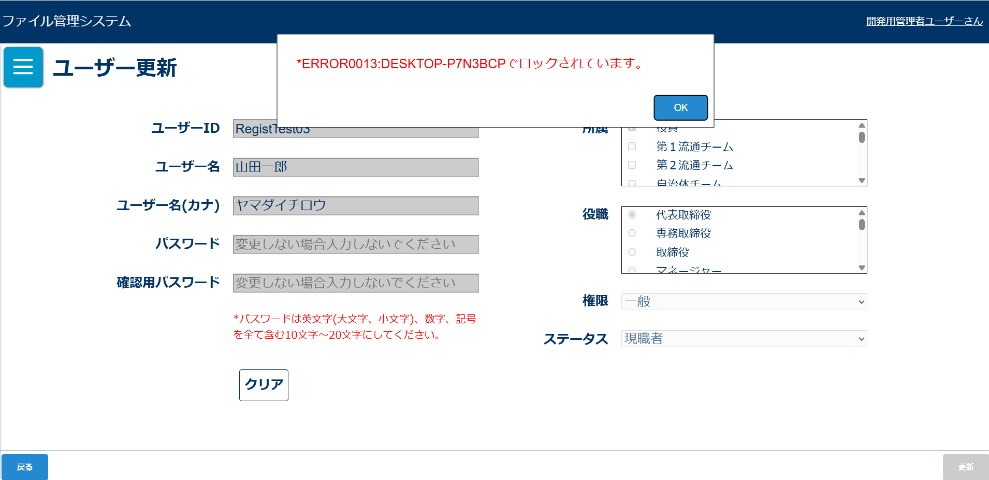 ファイル管理システム
開発用管理者ユーザーさん
ユーザー更新
*ERROR0013:DESKTOP-P7N3BCPでロックされています。
OK
ユーザーID
RegistTest03
ユーザー名
山田一郎
ユーザー名(カナ)
ヤマダイチロウ
パスワード
変更しない場合入力しないでください
確認用パスワード
変更しない場合入力しないでください
*パスワードは英文字(大文字、小文字)、数字、記号
を全て含む10文字～20文字にしてください。
クリア
所属
役員
第１流通チーム
第２流通チーム
自治体チーム
役職
代表取締役
専務取締役
取締役
マネージャー
権限
一般
ステータス
現職者
戻る
更新